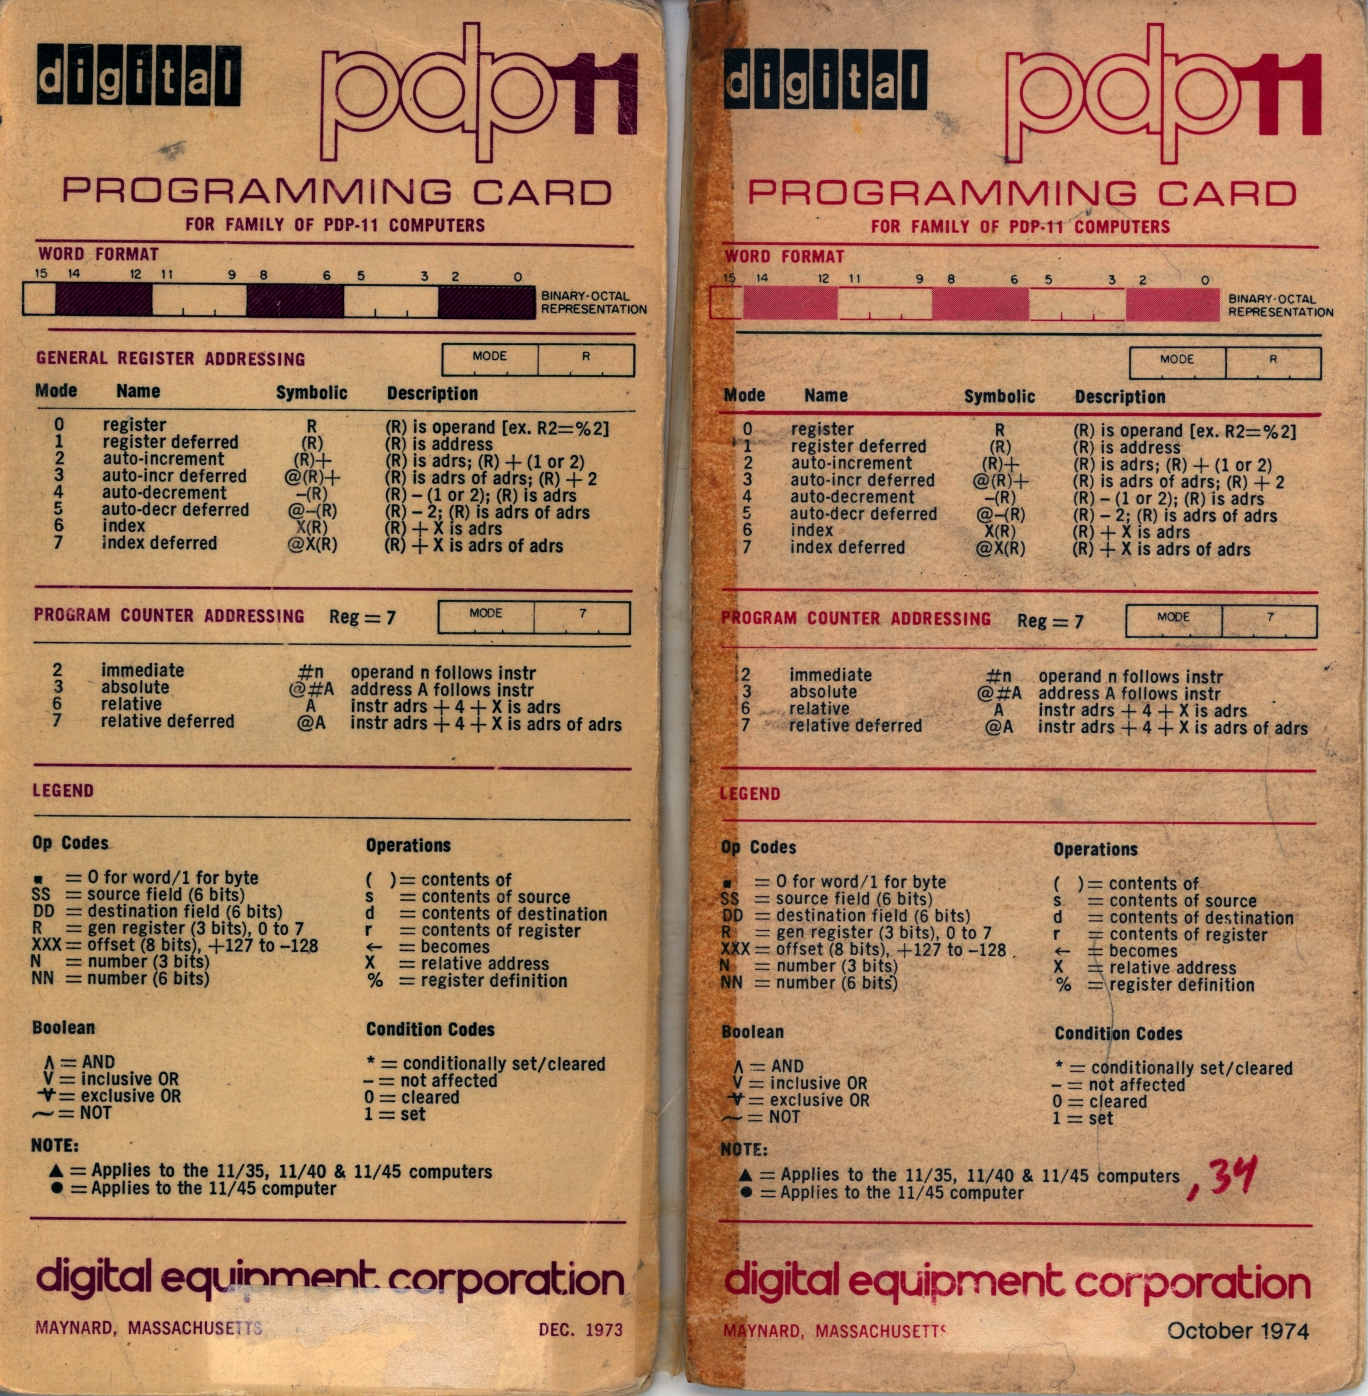 digital pdp11
PROGRAMMING CARD
FOR FAMILY OF PDP-11 COMPUTERS
WORD FORMAT
15 14 12 11 9 8 6 5 3 2 0
BINARY-OCTAL
REPRESENTATION
GENERAL REGISTER ADDRESSING MODE R
Mode Name Symbolic Description
0 register R (R) is operand [ex. R2=%2]
1 register deferred (R) (R) is address
2 auto-increment (R)+ (R) is adrs; (R) + (1 or 2)
3 auto-incr deferred @(R)+ (R) is adrs of adrs; (R) + 2
4 auto-decrement –(R) (R) – (1 or 2); (R) is adrs
5 auto-decr deferred @–(R) (R) – 2; (R) is adrs of adrs
6 index X(R) (R) + X is adrs
7 index deferred @X(R) (R) + X is adrs of adrs
PROGRAM COUNTER ADDRESSING Reg = 7 MODE 7
2 immediate #n operand n follows instr
3 absolute @#A address A follows instr
6 relative A instr adrs + 4 + X is adrs
7 relative deferred @A instr adrs + 4 + X is adrs of adrs
LEGEND
Op Codes Operations
■ = 0 for word/1 for byte ( ) = contents of
SS = source field (6 bits) s = contents of source
DD = destination field (6 bits) d = contents of destination
R = gen register (3 bits), 0 to 7 r = contents of register
XXX = offset (8 bits), +127 to –128 ← = becomes
N = number (3 bits) X = relative address
NN = number (6 bits) % = register definition
Boolean Condition Codes
∧ = AND * = conditionally set/cleared
V = inclusive OR – = not affected
⊻ = exclusive OR 0 = cleared
~ = NOT 1 = set
NOTE:
▲ = Applies to the 11/35, 11/40 & 11/45 computers
● = Applies to the 11/45 computer
digital equipment corporation
MAYNARD, MASSACHUSETTS DEC. 1973
digital pdp11
PROGRAMMING CARD
FOR FAMILY OF PDP-11 COMPUTERS
WORD FORMAT
15 14 12 11 9 8 6 5 3 2 0
BINARY-OCTAL
REPRESENTATION
MODE R
Mode Name Symbolic Description
0 register R (R) is operand [ex. R2=%2]
1 register deferred (R) (R) is address
2 auto-increment (R)+ (R) is adrs; (R) + (1 or 2)
3 auto-incr deferred @(R)+ (R) is adrs of adrs; (R) + 2
4 auto-decrement –(R) (R) – (1 or 2); (R) is adrs
5 auto-decr deferred @–(R) (R) – 2; (R) is adrs of adrs
6 index X(R) (R) + X is adrs
7 index deferred @X(R) (R) + X is adrs of adrs
PROGRAM COUNTER ADDRESSING Reg = 7 MODE 7
2 immediate #n operand n follows instr
3 absolute @#A address A follows instr
6 relative A instr adrs + 4 + X is adrs
7 relative deferred @A instr adrs + 4 + X is adrs of adrs
LEGEND
Op Codes Operations
■ = 0 for word/1 for byte ( ) = contents of
SS = source field (6 bits) s = contents of source
DD = destination field (6 bits) d = contents of destination
R = gen register (3 bits), 0 to 7 r = contents of register
XXX = offset (8 bits), +127 to –128 ← = becomes
N = number (3 bits) X = relative address
NN = number (6 bits) % = register definition
Boolean Condition Codes
∧ = AND * = conditionally set/cleared
V = inclusive OR – = not affected
⊻ = exclusive OR 0 = cleared
~ = NOT 1 = set
NOTE:
▲ = Applies to the 11/35, 11/40 & 11/45 computers , 34
● = Applies to the 11/45 computer
digital equipment corporation
MAYNARD, MASSACHUSETTS October 1974